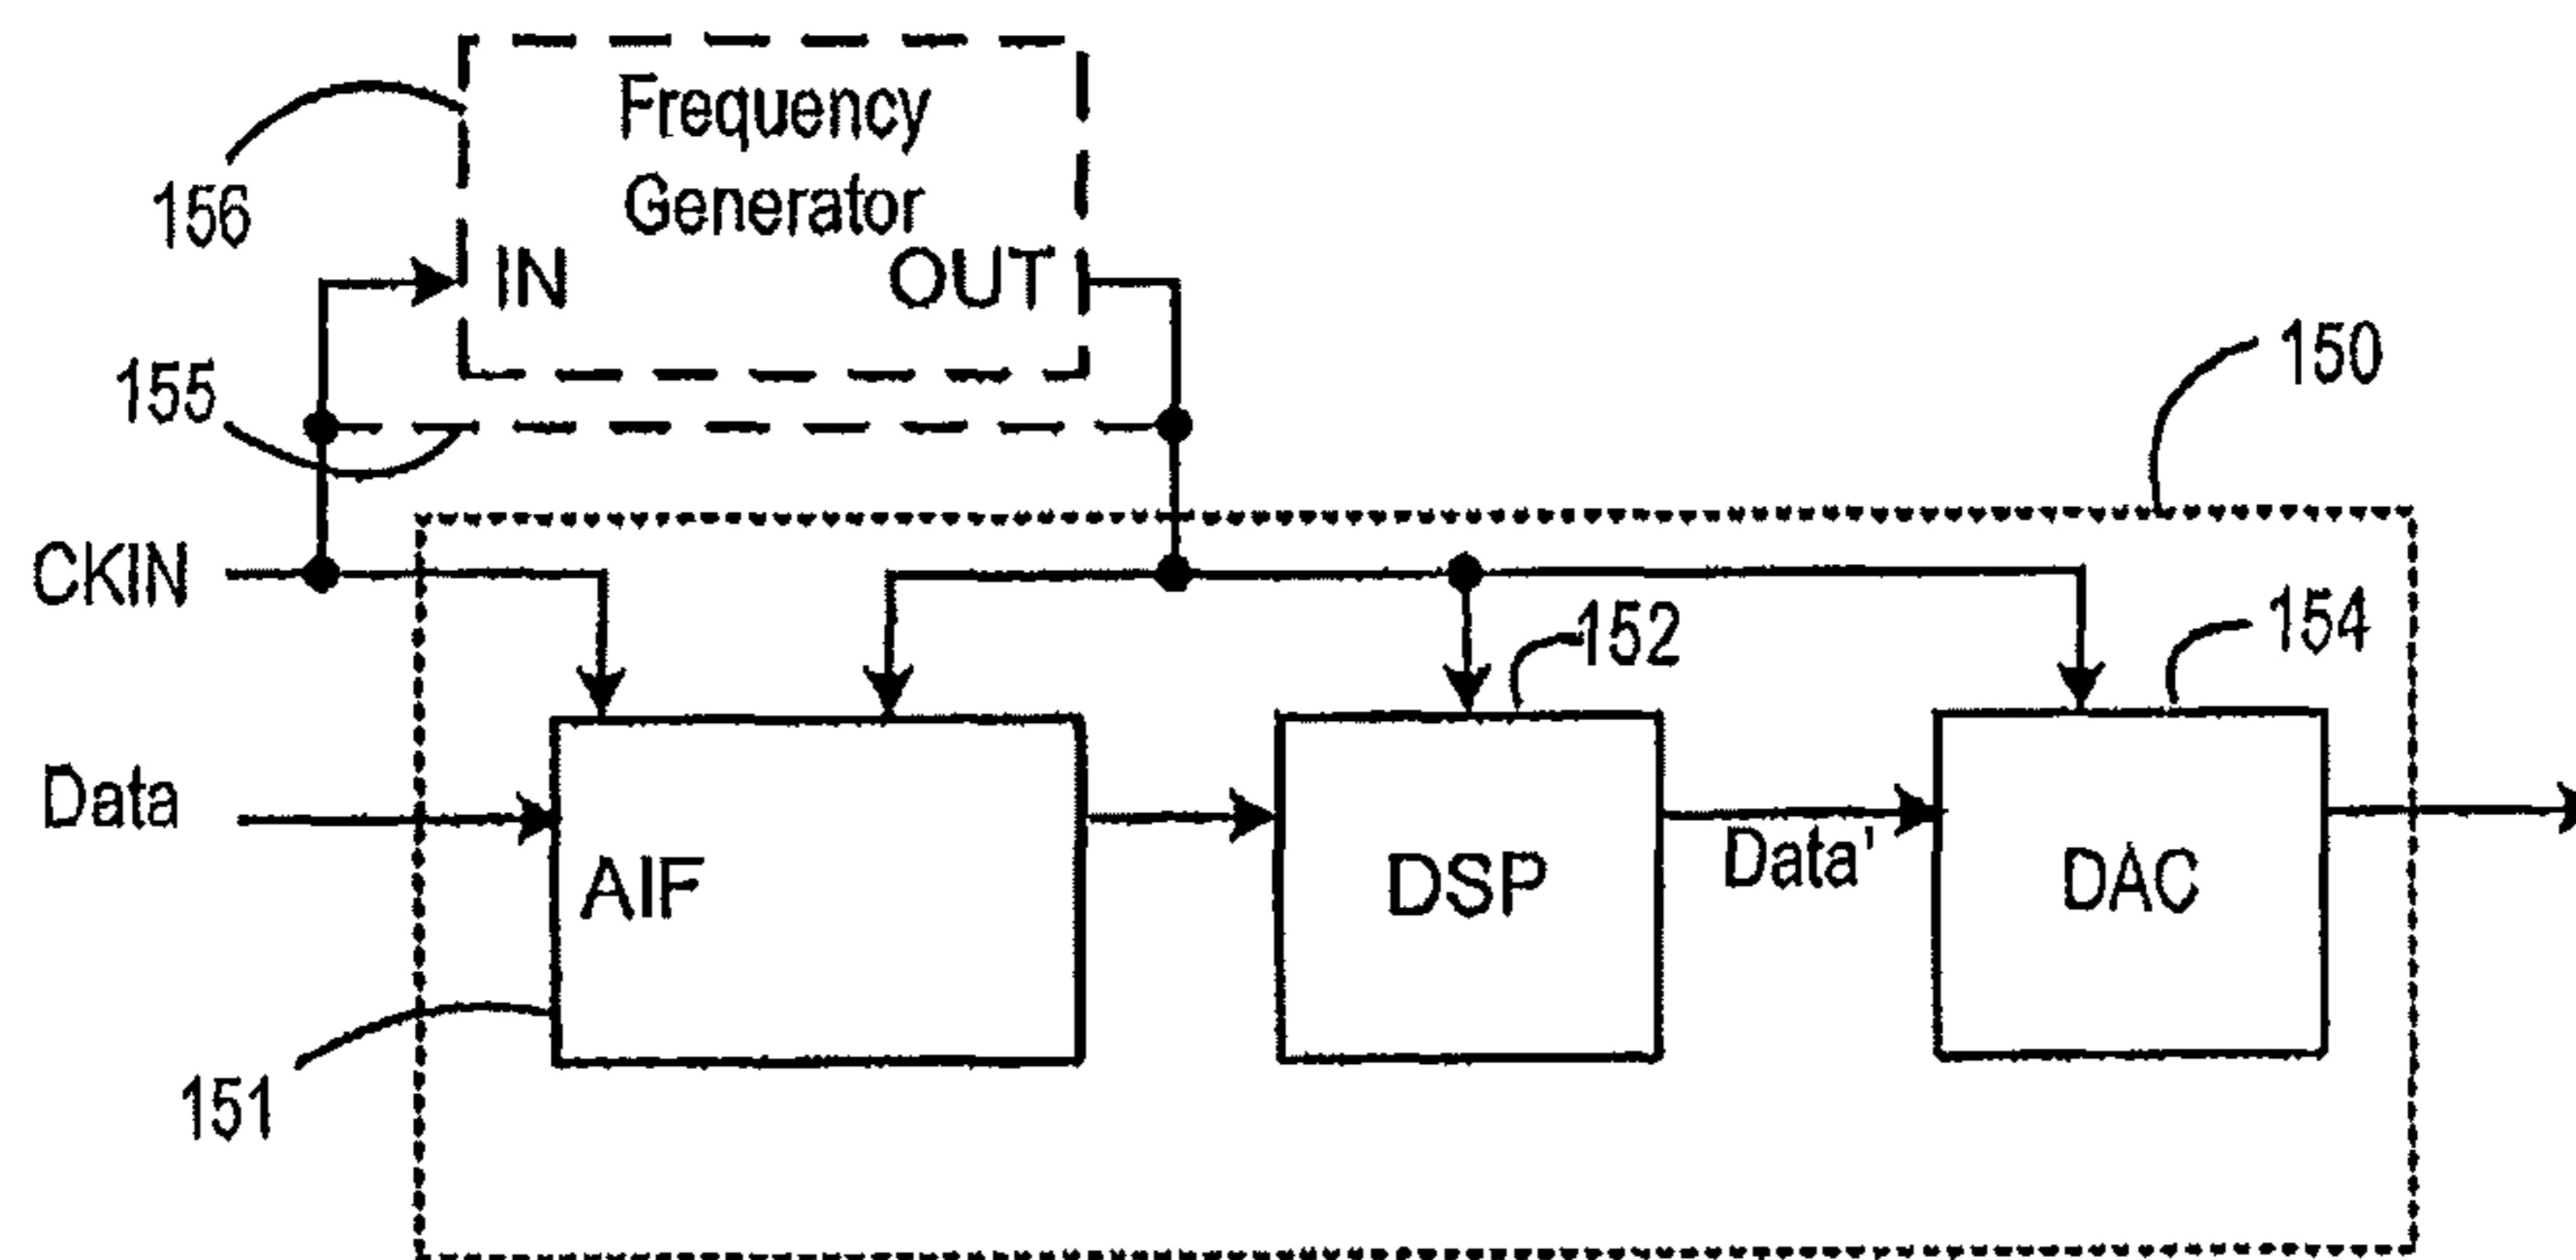 Frequency
Generator
156
IN
OUT
155
150
CKIN
152
154
Data
AIF
DSP
Data'
DAC
151